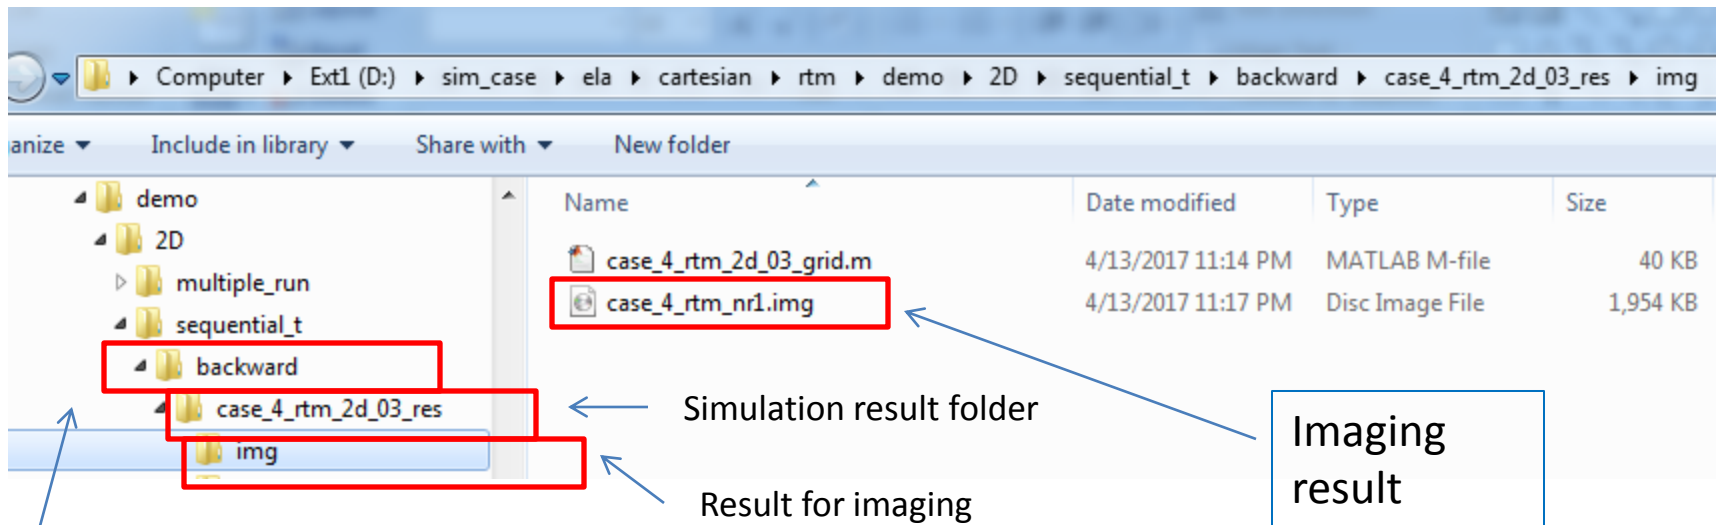 Computer Ext1 (D:) sim_case ela cartesian rtm demo 2D sequential_t backward case_4_rtm_2d_03_res img
anize Include in library Share with New folder
demo
2D
multiple_run
sequential_t
backward
case_4_rtm_2d_03_res
img
Name Date modified Type Size
case_4_rtm_2d_03_grid.m 4/13/2017 11:14 PM MATLAB M-file 40 KB
case_4_rtm_nr1.img 4/13/2017 11:17 PM Disc Image File 1,954 KB
Simulation result folder
Result for imaging
Imaging
result